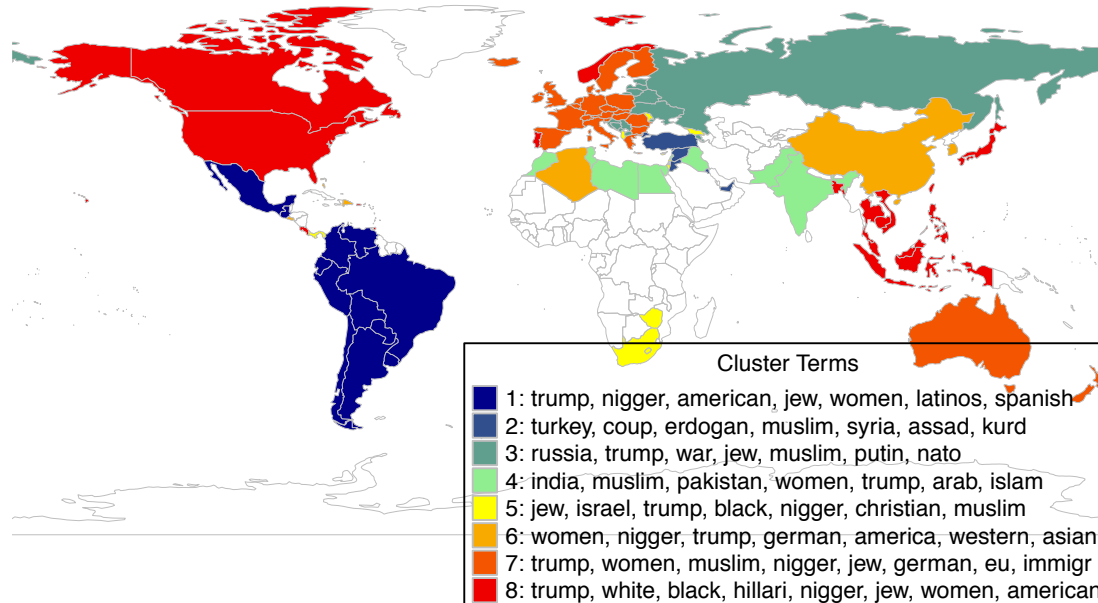 Cluster Terms
1: trump, nigger, american, jew, women, latinos, spanish
2: turkey, coup, erdogan, muslim, syria, assad, kurd
3: russia, trump, war, jew, muslim, putin, nato
4: india, muslim, pakistan, women, trump, arab, islam
5: jew, israel, trump, black, nigger, christian, muslim
6: women, nigger, trump, german, america, western, asian
7: trump, women, muslim, nigger, jew, german, eu, immigr
8: trump, white, black, hillari, nigger, jew, women, american